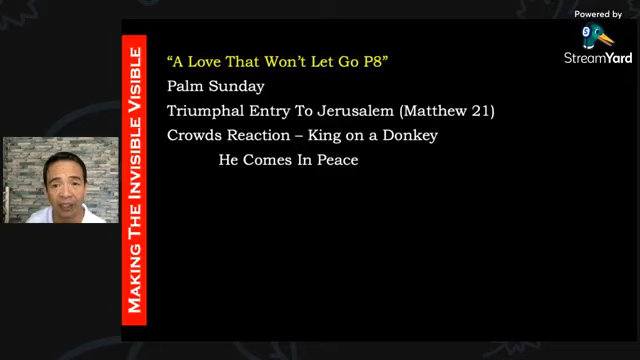 Powered by
StreamYard
MAKING THE INVISIBLE VISIBLE
“A Love That Won’t Let Go P8”
Palm Sunday
Triumphal Entry To Jerusalem (Matthew 21)
Crowds Reaction – King on a Donkey
He Comes In Peace